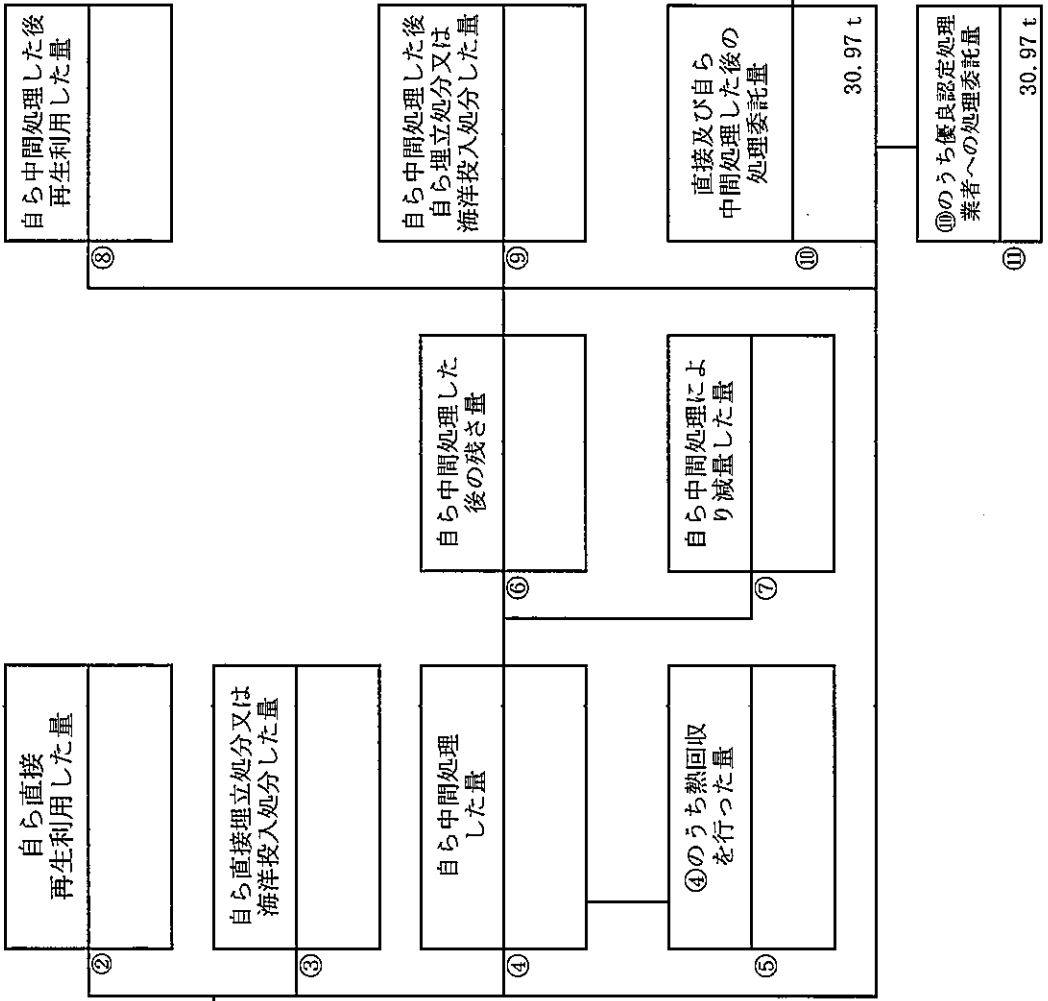 ②
自ら直接
再生利用した量
③
自ら直接埋立処分又は
海洋投入処分した量
④
自ら中間処理
した量
⑤
④のうち熱回収
を行った量
⑥
自ら中間処理した
後の残さ量
⑦
自ら中間処理によ
り減量した量
⑧
自ら中間処理した後
再生利用した量
⑨
自ら中間処理した後
自ら埋立処分又は
海洋投入処分した量
⑩
直接及び自ら
中間処理した後の
処理委託量
30.97 t
⑪
⑩のうち優良認定処理
業者への処理委託量
30.97 t